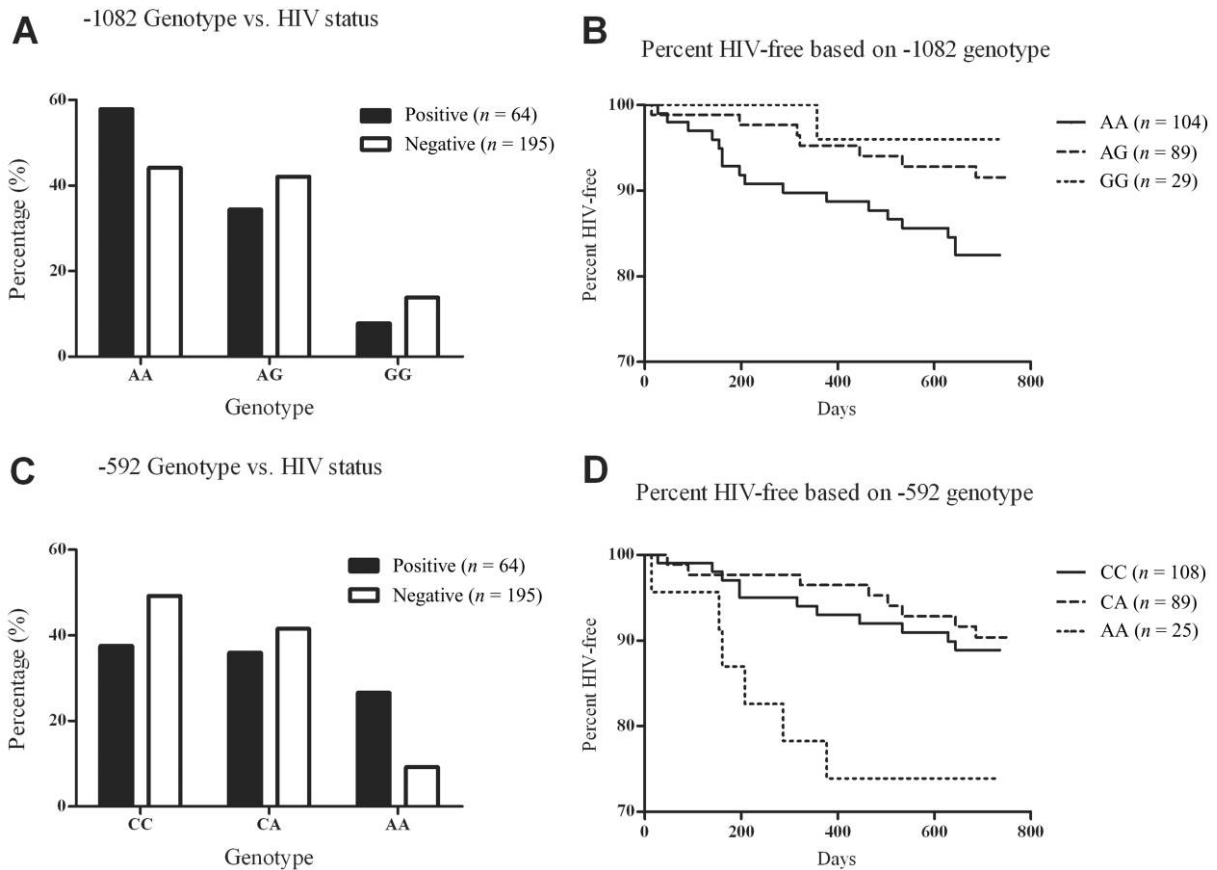 A
-1082 Genotype vs. HIV status
Percentage (%)
60
40
20
0
Positive (n = 64)
Negative (n = 195)
AA
AG
GG
Genotype
B
Percent HIV-free based on -1082 genotype
Percent HIV-free
100
90
80
70
AA (n = 104)
AG (n = 89)
GG (n = 29)
0
200
400
600
800
Days
C
-592 Genotype vs. HIV status
Percentage (%)
60
40
20
0
Positive (n = 64)
Negative (n = 195)
CC
CA
AA
Genotype
D
Percent HIV-free based on -592 genotype
Percent HIV-free
100
90
80
70
CC (n = 108)
CA (n = 89)
AA (n = 25)
0
200
400
600
800
Days